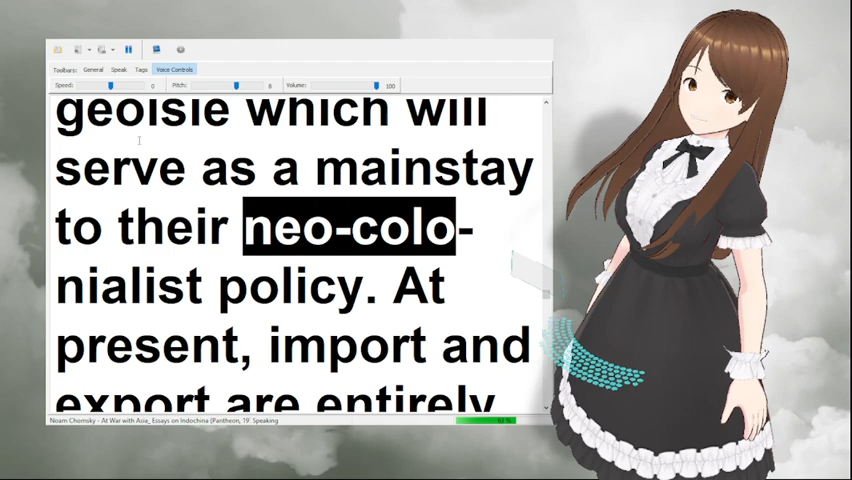 Toolbars: General Speak Tags Voice Controls
Speed: 0 Pitch: 8 Volume: 100
geoisie which will
serve as a mainstay
to their neo-colo-
nialist policy. At
present, import and
export are entirely
Noam Chomsky - At War with Asia_ Essays on Indochina (Pantheon, 19 Speaking